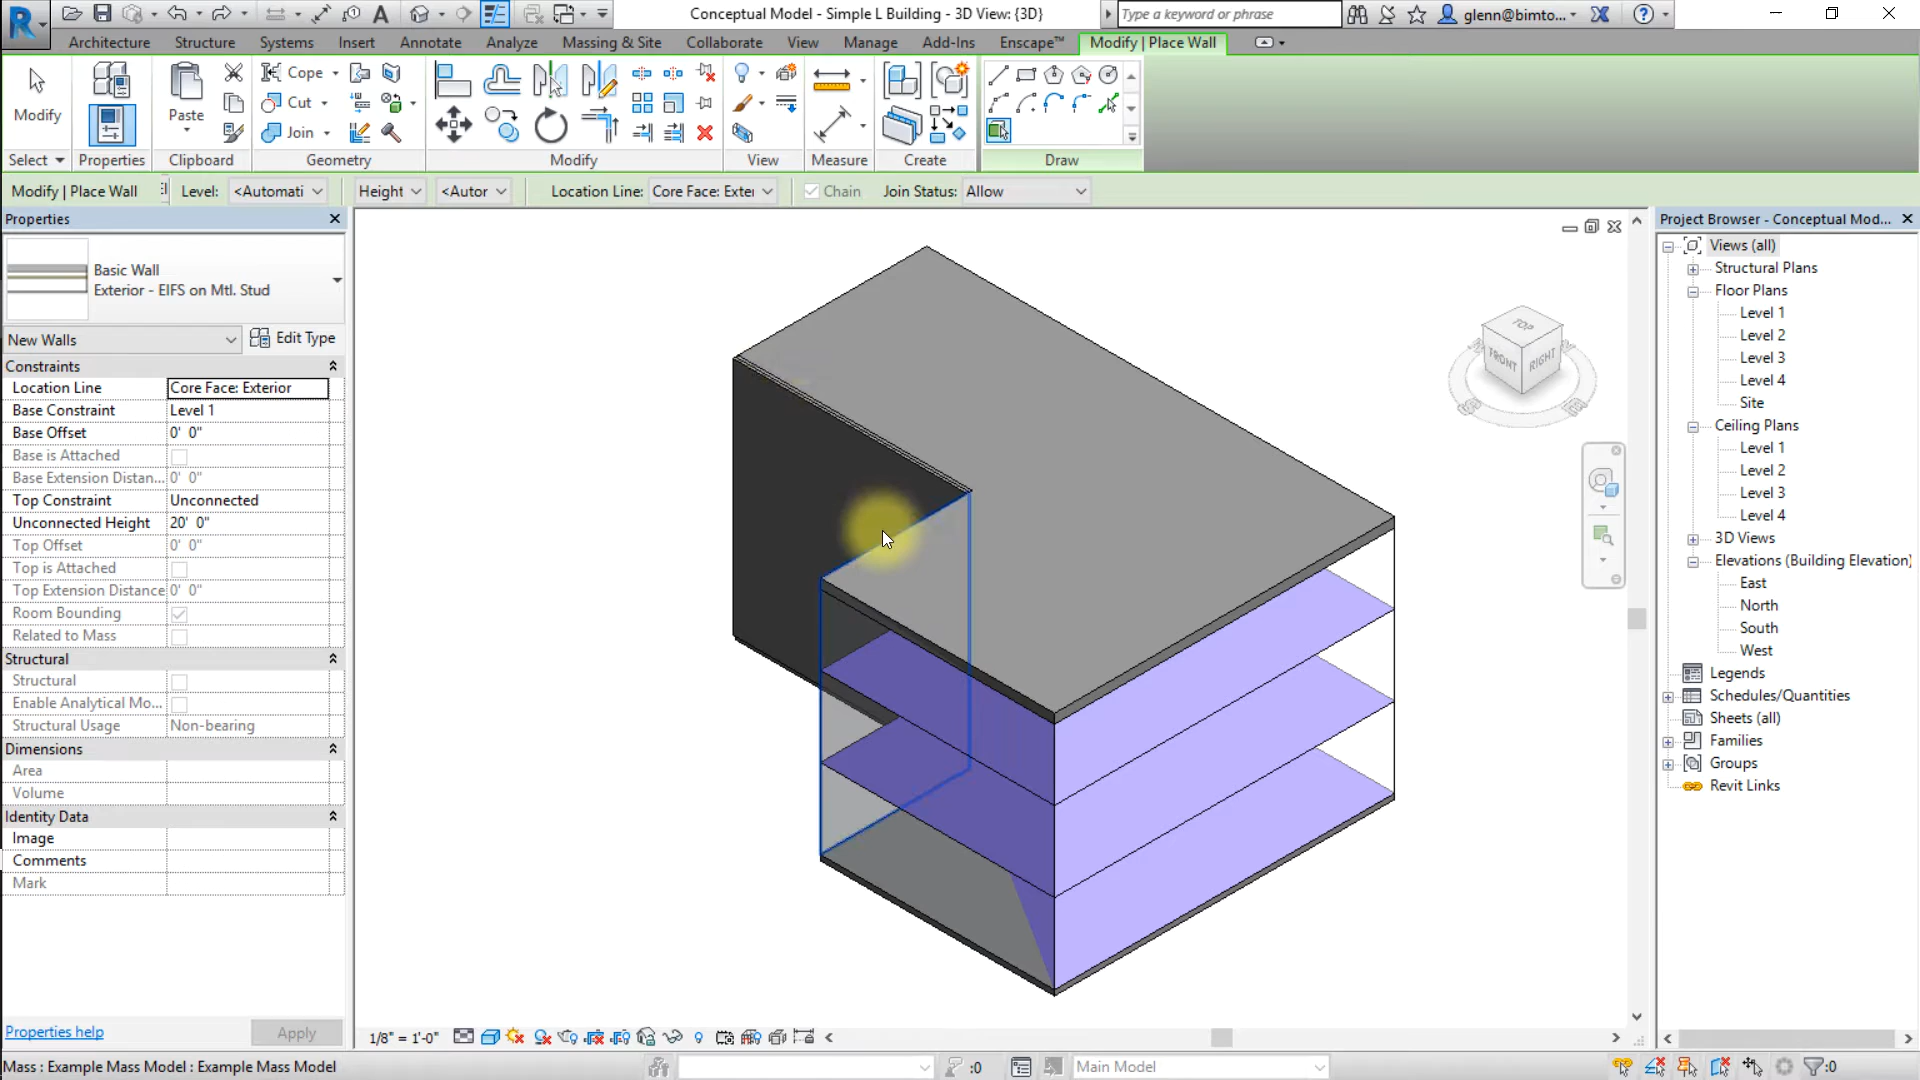 Conceptual Model - Simple L Building - 3D View: {3D}
Type a keyword or phrase
glenn@bimto...
Architecture Structure Systems Insert Annotate Analyze Massing & Site Collaborate View Manage Add-Ins Enscape™ Modify | Place Wall
Modify
Paste
Cope
Cut
Join
Select Properties Clipboard Geometry Modify View Measure Create Draw
Modify | Place Wall Level: <Automati Height <Autor Location Line: Core Face: Exter Chain Join Status: Allow
Properties
Basic Wall
Exterior - EIFS on Mtl. Stud
New Walls Edit Type
Constraints
Location Line Core Face: Exterior
Base Constraint Level 1
Base Offset 0' 0"
Base is Attached
Base Extension Distan... 0' 0"
Top Constraint Unconnected
Unconnected Height 20' 0"
Top Offset 0' 0"
Top is Attached
Top Extension Distance 0' 0"
Room Bounding
Related to Mass
Structural
Structural
Enable Analytical Mo...
Structural Usage Non-bearing
Dimensions
Area
Volume
Identity Data
Image
Comments
Mark
Properties help Apply
TOP
FRONT RIGHT
Project Browser - Conceptual Mod...
Views (all)
Structural Plans
Floor Plans
Level 1
Level 2
Level 3
Level 4
Site
Ceiling Plans
Level 1
Level 2
Level 3
Level 4
3D Views
Elevations (Building Elevation)
East
North
South
West
Legends
Schedules/Quantities
Sheets (all)
Families
Groups
Revit Links
1/8" = 1'-0"
Mass : Example Mass Model : Example Mass Model
:0
Main Model
:0